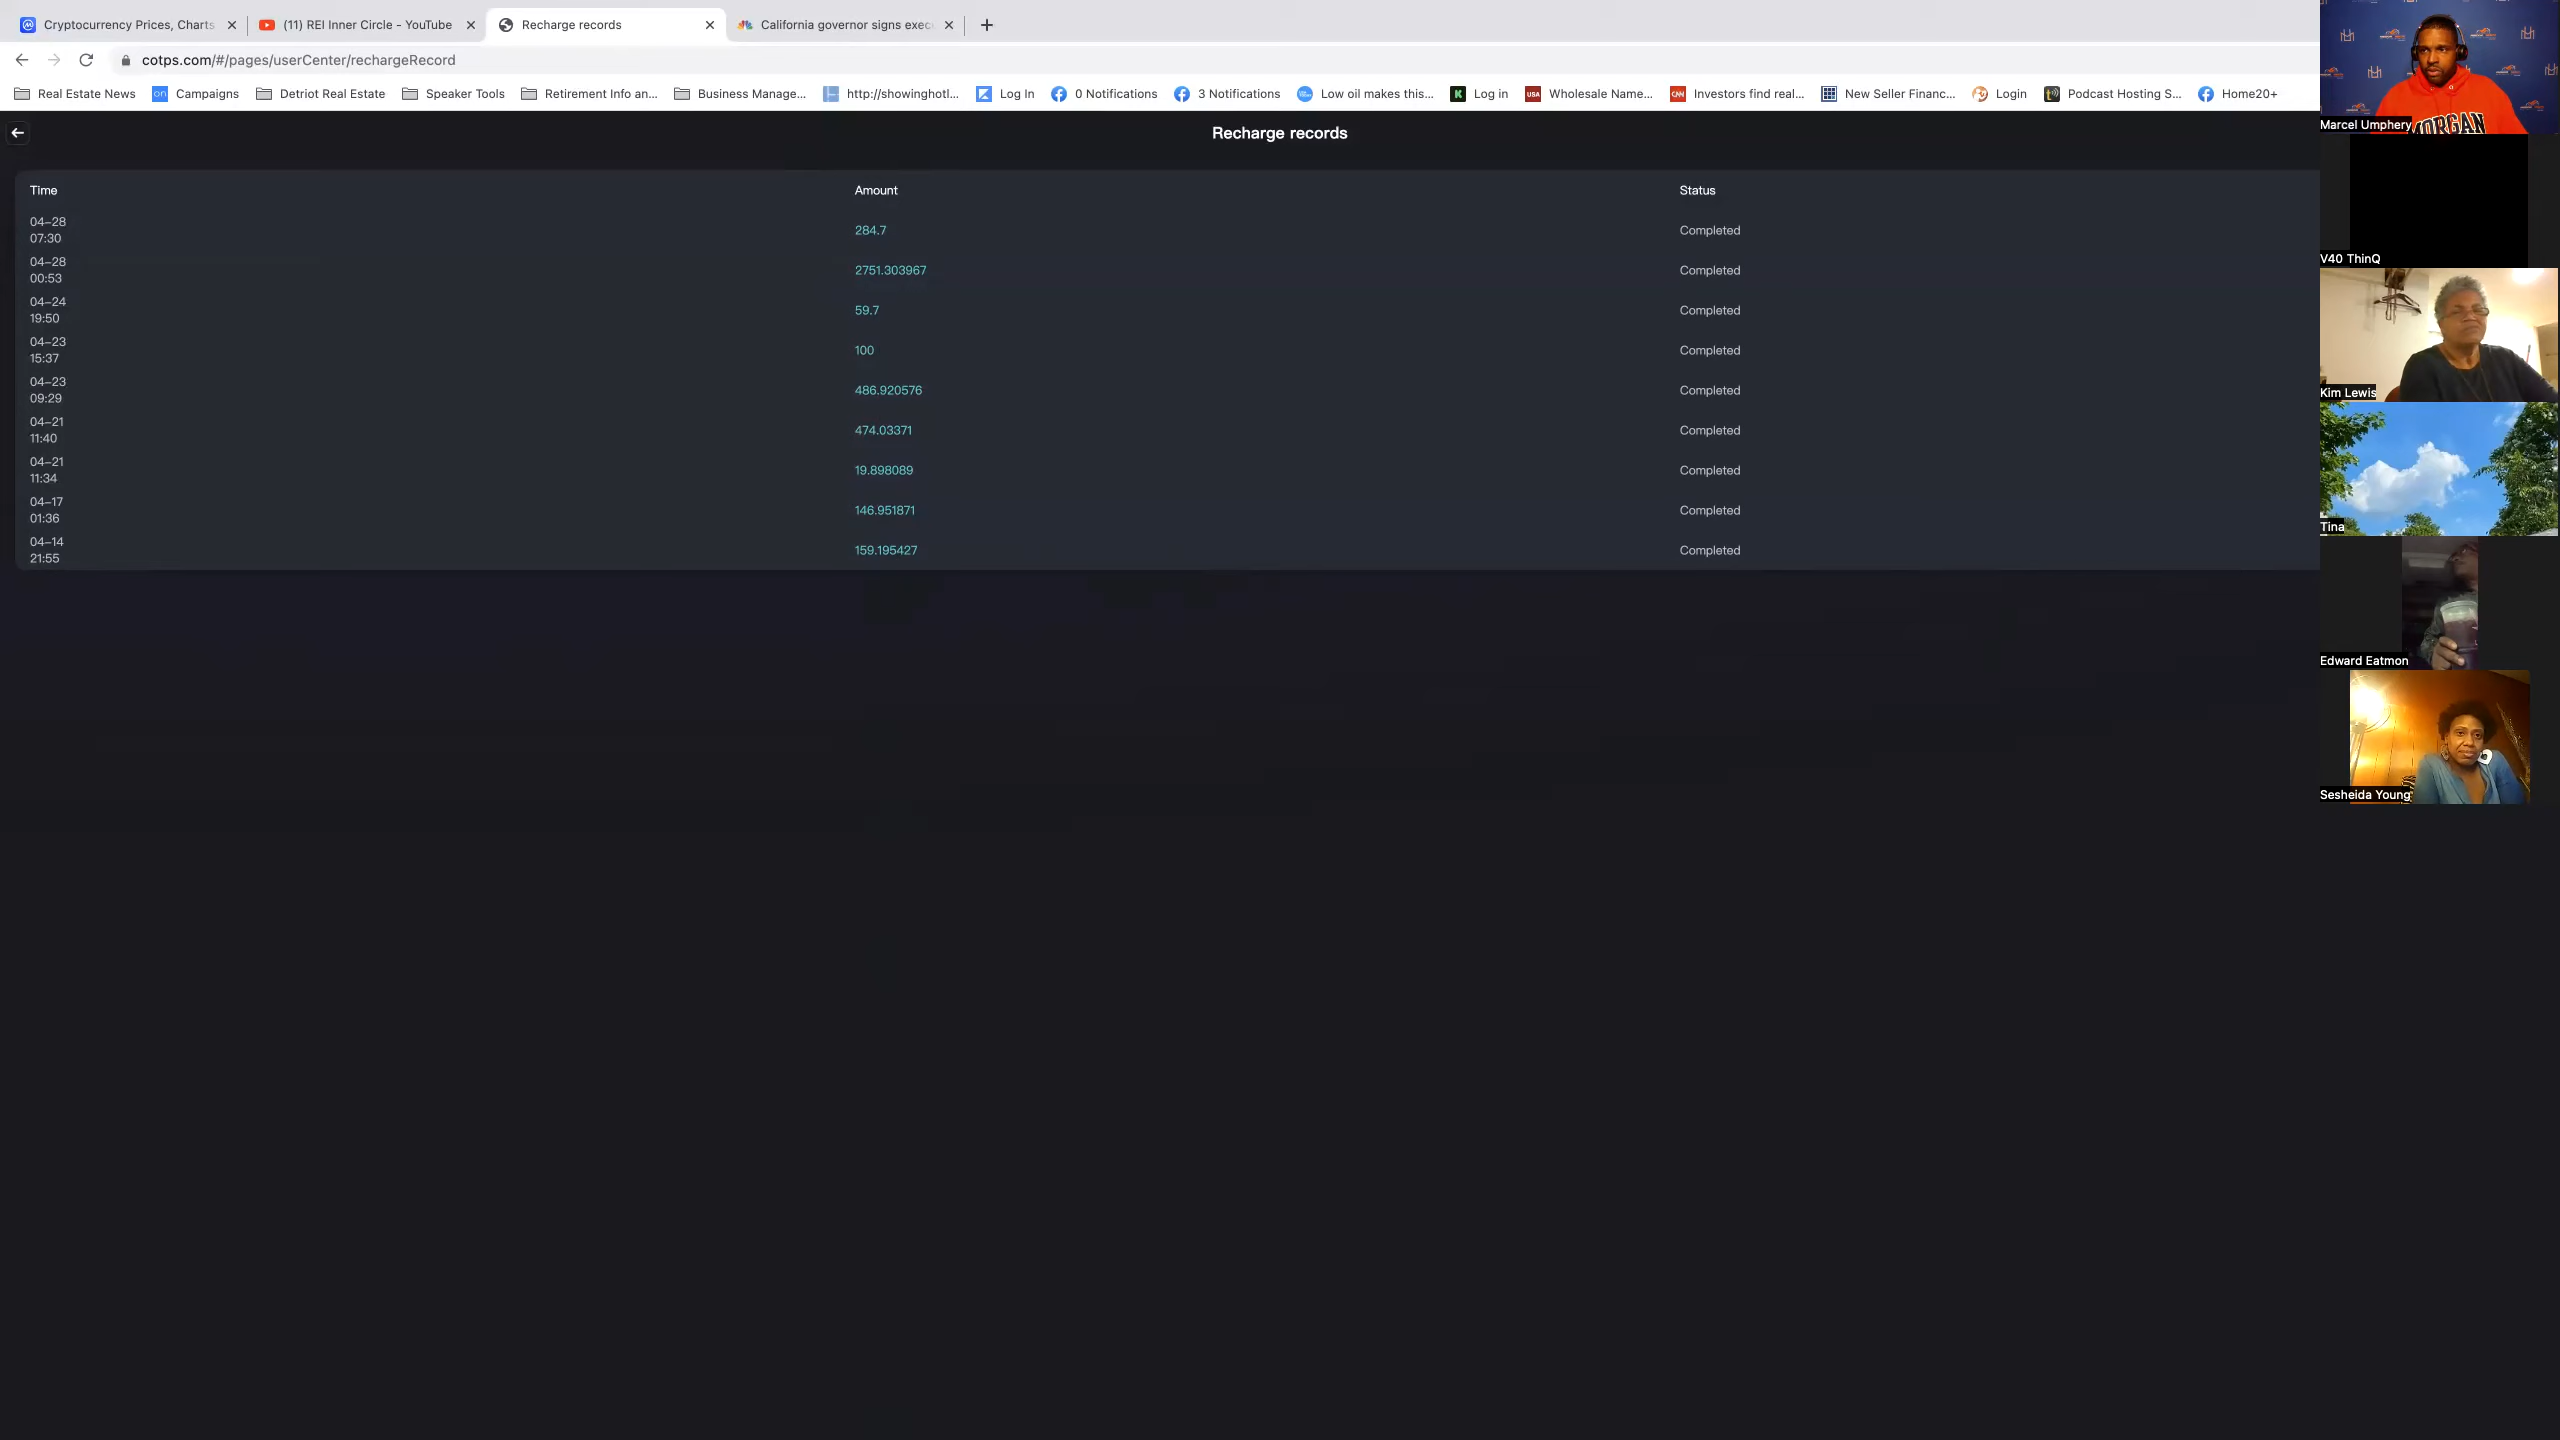 Cryptocurrency Prices, Charts
(11) REI Inner Circle - YouTube
Recharge records
California governor signs exec
cotps.com/#/pages/userCenter/rechargeRecord
Real Estate News
on Campaigns
Detriot Real Estate
Speaker Tools
Retirement Info an...
Business Manage...
http://showinghotl...
Log In
0 Notifications
3 Notifications
Low oil makes this...
K Log in
USA Wholesale Name...
CNN Investors find real...
New Seller Financ...
Login
Podcast Hosting S...
Home20+
Recharge records
Time Amount Status
04-28
07:30
284.7 Completed
04-28
00:53
2751.303967 Completed
04-24
19:50
59.7 Completed
04-23
15:37
100 Completed
04-23
09:29
486.920576 Completed
04-21
11:40
474.03371 Completed
04-21
11:34
19.898089 Completed
04-17
01:36
146.951871 Completed
04-14
21:55
159.195427 Completed
MORGAN
Marcel Umphery
V40 ThinQ
Kim Lewis
Tina
Edward Eatmon
Sesheida Young